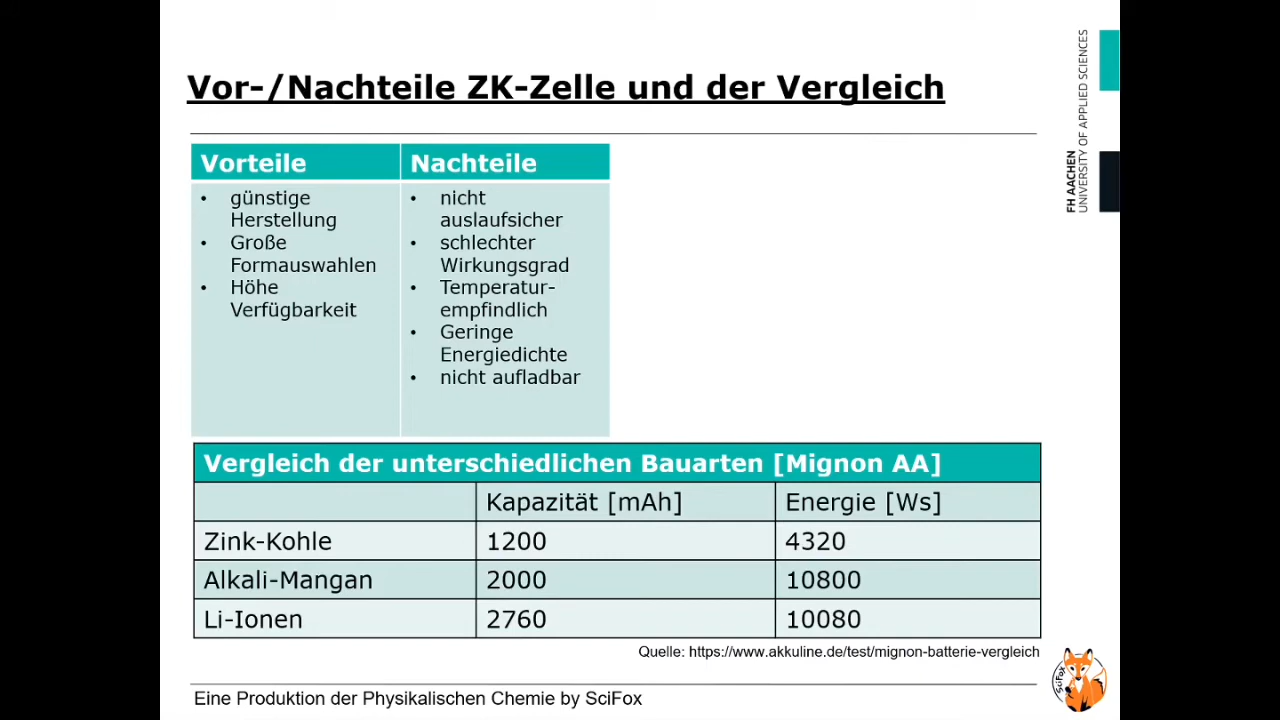 Vor-/Nachteile ZK-Zelle und der Vergleich
FH AACHEN
UNIVERSITY OF APPLIED SCIENCES
Vorteile
• günstige
Herstellung
• Große
Formauswahlen
• Höhe
Verfügbarkeit
Nachteile
• nicht
auslaufsicher
• schlechter
Wirkungsgrad
• Temperatur-
empfindlich
• Geringe
Energiedichte
• nicht aufladbar
Vergleich der unterschiedlichen Bauarten [Mignon AA]
Kapazität [mAh] Energie [Ws]
Zink-Kohle 1200 4320
Alkali-Mangan 2000 10800
Li-Ionen 2760 10080
Quelle: https://www.akkuline.de/test/mignon-batterie-vergleich
Eine Produktion der Physikalischen Chemie by SciFox
SciFox